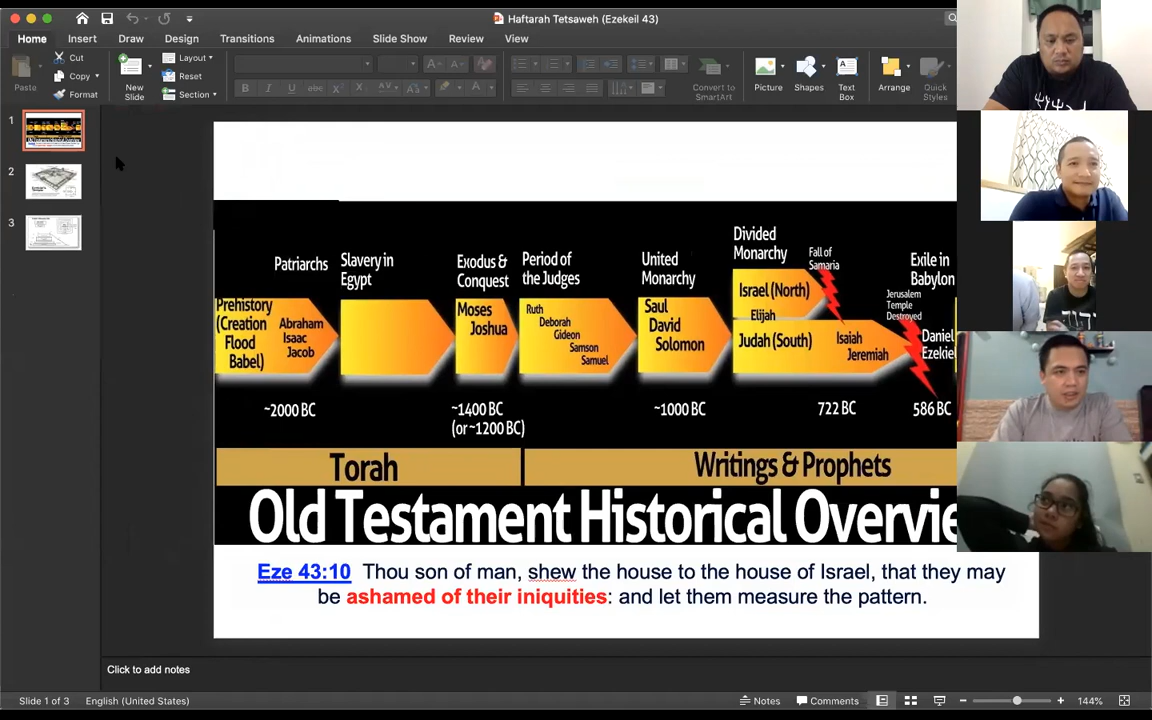 Haftarah Tetsaweh (Ezekeil 43)
Home Insert Draw Design Transitions Animations Slide Show Review View
Paste
Cut
Copy
Format
New
Slide
Layout
Reset
Section
Convert to
SmartArt
Picture
Shapes
Text
Box
Arrange
Quick
Styles
1
2
3
Patriarchs
Slavery in
Egypt
Exodus &
Conquest
Period of
the Judges
United
Monarchy
Divided
Monarchy
Fall of
Samaria
Exile in
Babylon
Jerusalem
Temple
Destroyed
Prehistory
(Creation
Flood
Babel)
Abraham
Isaac
Jacob
Moses
Joshua
Ruth
Deborah
Gideon
Samson
Samuel
Saul
David
Solomon
Israel (North)
Elijah
Judah (South)
Isaiah
Jeremiah
Daniel
Ezekie
~2000 BC
~1400 BC
(or ~1200 BC)
~1000 BC
722 BC
586 BC
Torah
Writings & Prophets
Old Testament Historical Overvie
Eze 43:10 Thou son of man, shew the house to the house of Israel, that they may
be ashamed of their iniquities: and let them measure the pattern.
Click to add notes
Slide 1 of 3 English (United States) Notes Comments 144%